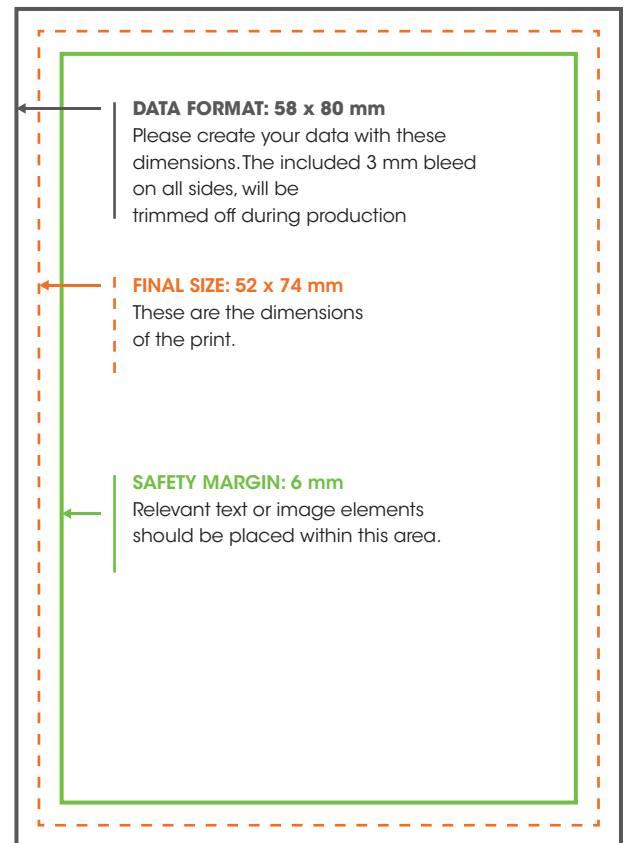 DATA FORMAT: 58 x 80 mm
Please create your data with these
dimensions. The included 3 mm bleed
on all sides, will be
trimmed off during production
FINAL SIZE: 52 x 74 mm
These are the dimensions
of the print.
SAFETY MARGIN: 6 mm
Relevant text or image elements
should be placed within this area.